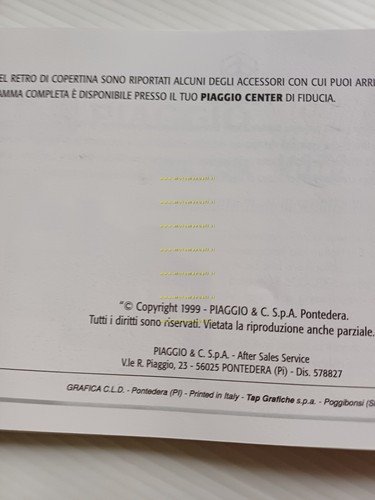 EL RETRO DI COPERTINA SONO RIPORTATI ALCUNI DEGLI ACCESSORI CON CUI PUOI ARRI
AMMA COMPLETA È DISPONIBILE PRESSO IL TUO PIAGGIO CENTER DI FIDUCIA.
"© Copyright 1999 - PIAGGIO & C. S.p.A. Pontedera.
Tutti i diritti sono riservati. Vietata la riproduzione anche parziale.
PIAGGIO & C. S.p.A. - After Sales Service
V.le R. Piaggio, 23 - 56025 PONTEDERA (Pi) - Dis. 578827
GRAFICA C.L.D. - Pontedera (PI) - Printed in Italy - Tap Grafiche s.p.a. - Poggibonsi (S